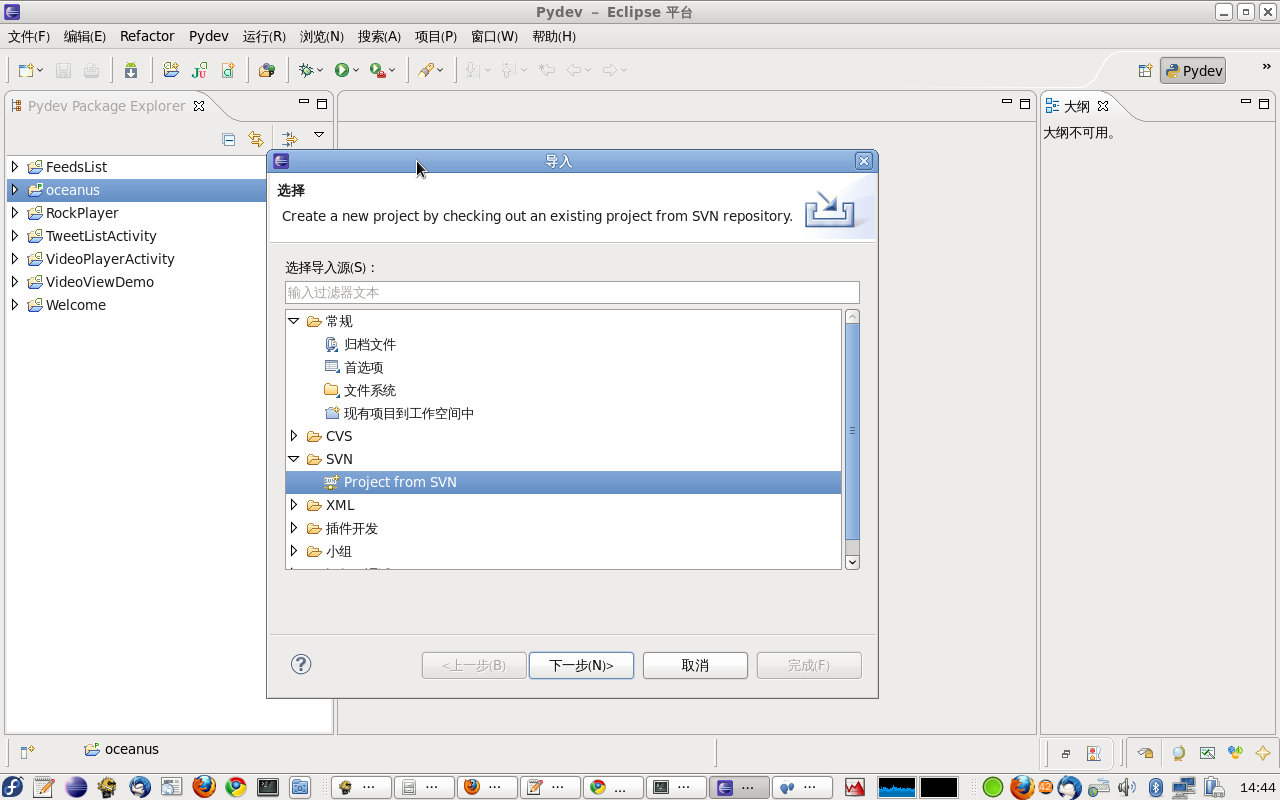 Pydev – Eclipse 平台
文件(F) 编辑(E) Refactor Pydev 运行(R) 浏览(N) 搜索(A) 项目(P) 窗口(W) 帮助(H)
Pydev
Pydev Package Explorer
大纲
大纲不可用。
FeedsList
oceanus
RockPlayer
TweetListActivity
VideoPlayerActivity
VideoViewDemo
Welcome
导入
选择
Create a new project by checking out an existing project from SVN repository.
选择导入源(S)：
输入过滤器文本
常规
归档文件
首选项
文件系统
现有项目到工作空间中
CVS
SVN
Project from SVN
XML
插件开发
小组
<上一步(B) 下一步(N)> 取消 完成(F)
oceanus
42
14:44